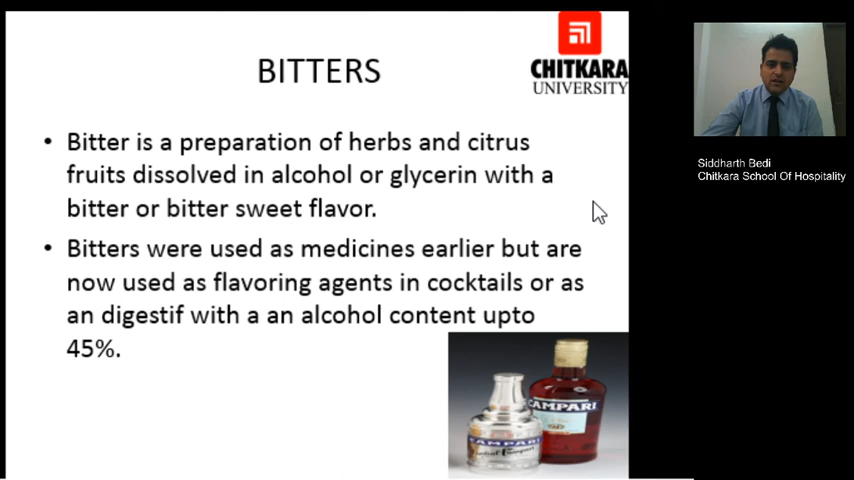 BITTERS
CHITKARA
UNIVERSITY
• Bitter is a preparation of herbs and citrus
fruits dissolved in alcohol or glycerin with a
bitter or bitter sweet flavor.
• Bitters were used as medicines earlier but are
now used as flavoring agents in cocktails or as
an digestif with a an alcohol content upto
45%.
CAMPARI
CAMPARI
Siddharth Bedi
Chitkara School Of Hospitality